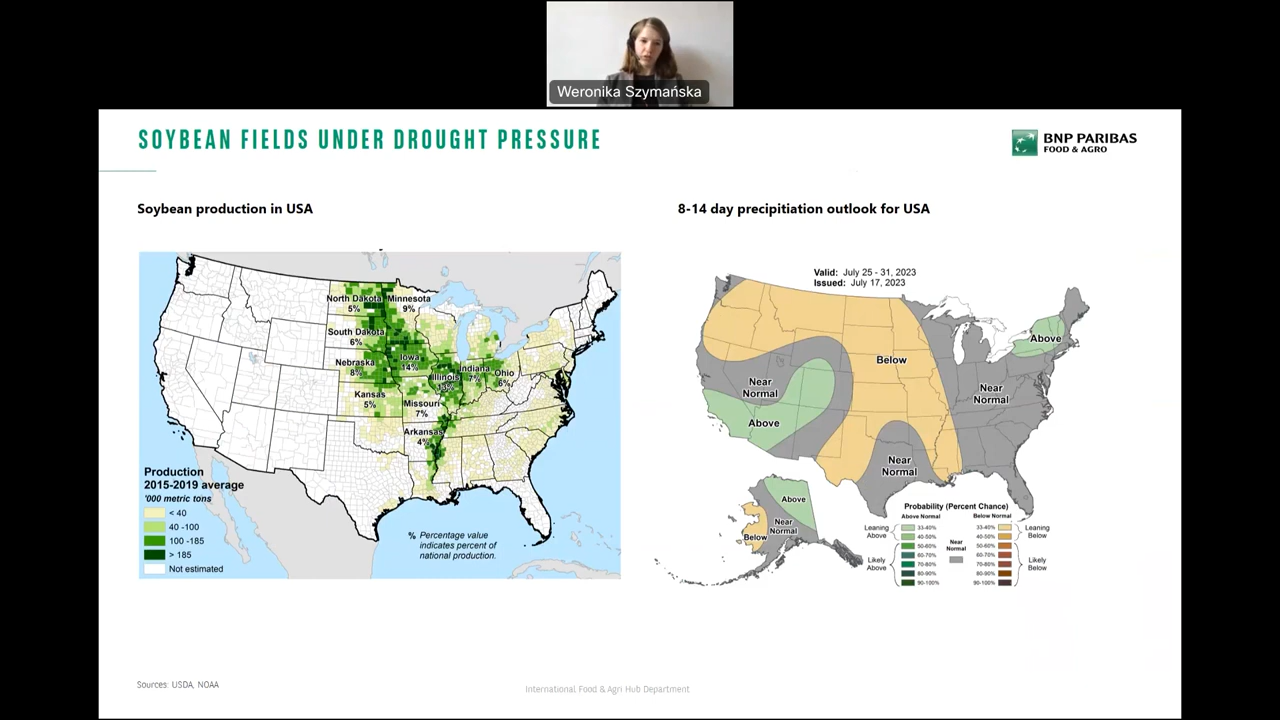 Weronika Szymańska
SOYBEAN FIELDS UNDER DROUGHT PRESSURE
BNP PARIBAS
FOOD & AGRO
Soybean production in USA
North Dakota
5%
Minnesota
9%
South Dakota
6%
Nebraska
8%
Iowa
14%
Illinois
Indiana
7%
Ohio
6%
Kansas
5%
Missouri
7%
Arkansas
4%
Production
2015-2019 average
'000 metric tons
< 40
40 -100
100 -185
> 185
Not estimated
% Percentage value
indicates percent of
national production.
8-14 day precipitiation outlook for USA
Valid: July 25 - 31, 2023
Issued: July 17, 2023
Above
Below
Near
Normal
Near
Normal
Above
Near
Normal
Above
Near
Normal
Below
Probability (Percent Chance)
Above Normal
Below Normal
Leaning
Above
33-40%
40-50%
Likely
Above
50-60%
60-70%
70-80%
80-90%
90-100%
Near
Normal
33-40%
40-50%
Leaning
Below
50-60%
60-70%
70-80%
80-90%
90-100%
Likely
Below
Sources: USDA, NOAA
International Food & Agri Hub Department